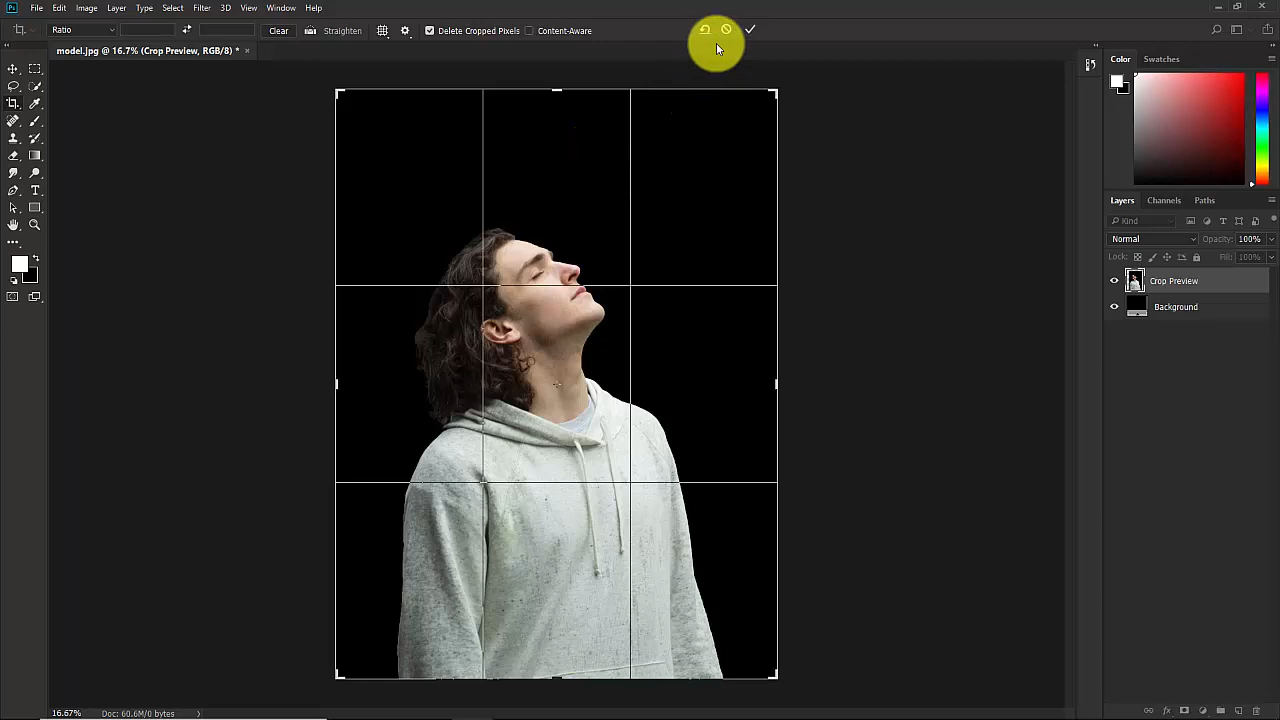 Ps File Edit Image Layer Type Select Filter 3D View Window Help
Ratio Clear Straighten Delete Cropped Pixels Content-Aware
model.jpg @ 16.7% (Crop Preview, RGB/8) * ×
Color Swatches
Layers Channels Paths
Kind
Normal Opacity: 100%
Lock: Fill: 100%
Crop Preview
Background
16.67% Doc: 60.6M/0 bytes